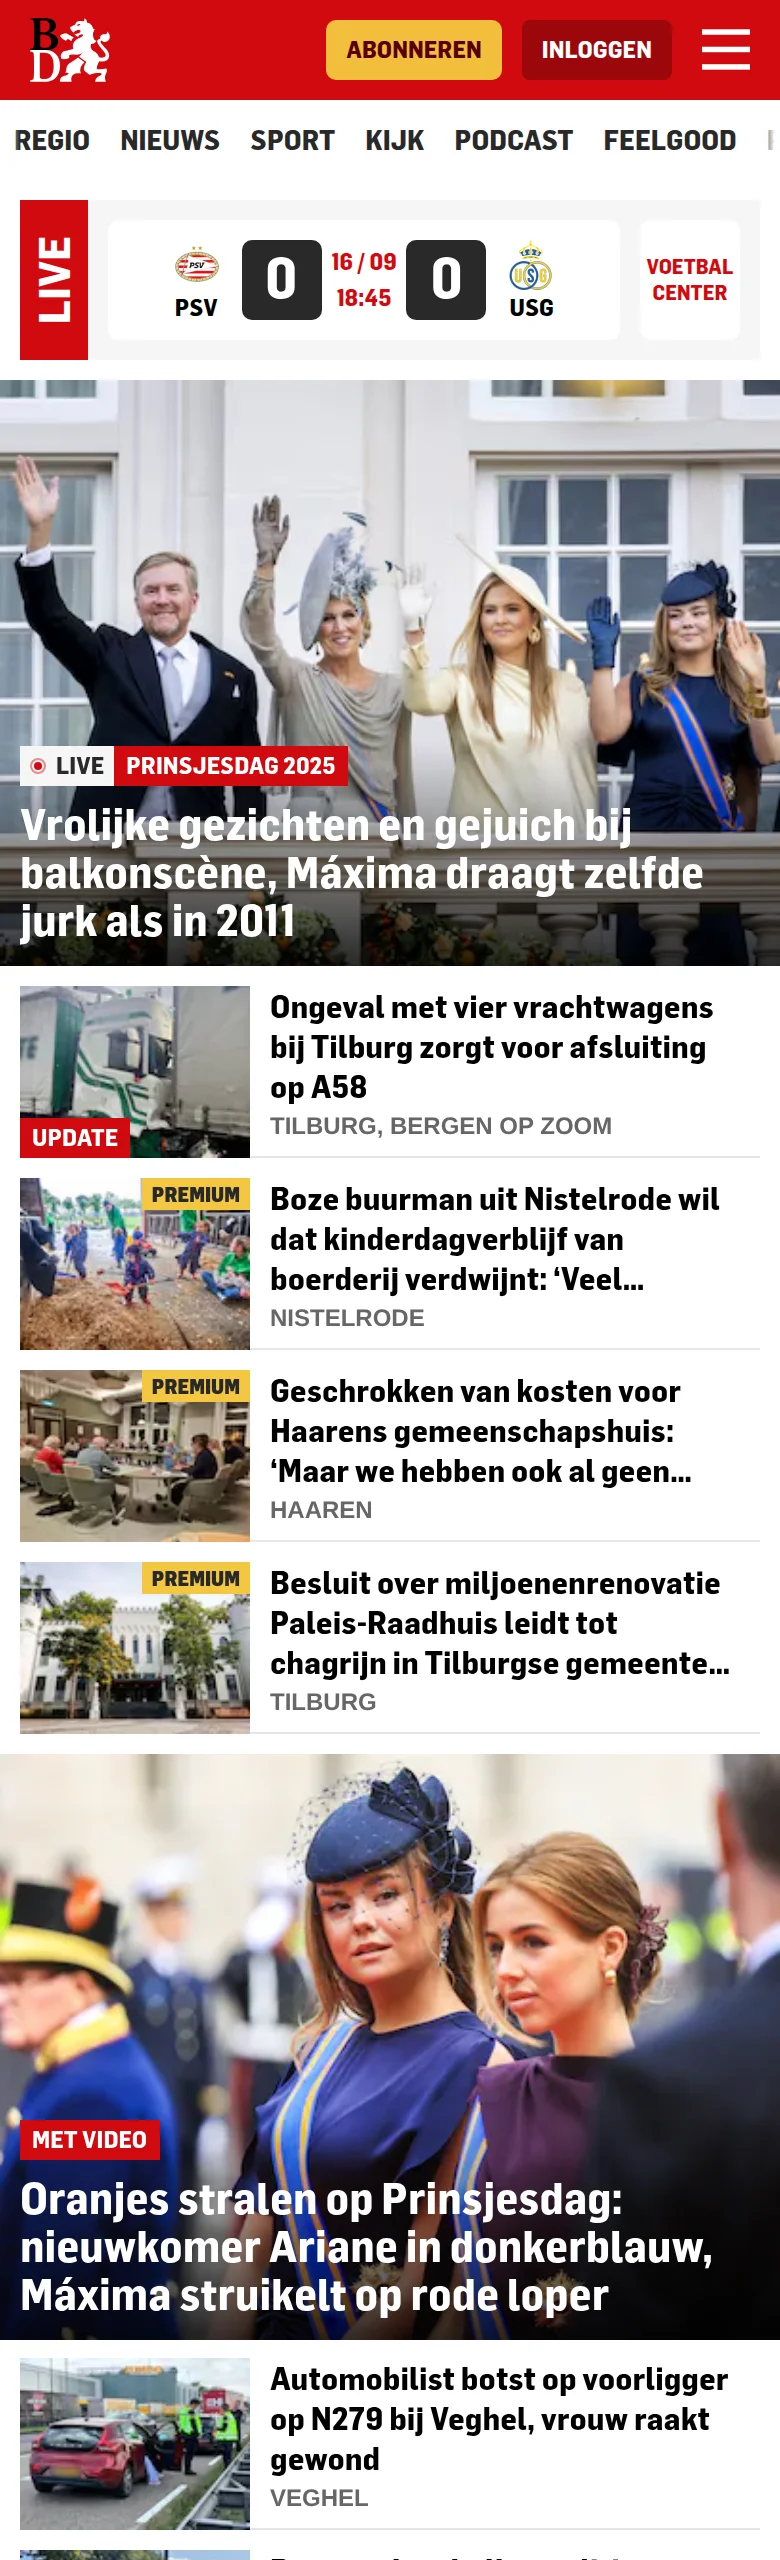 BD
ABONNEREN
INLOGGEN
REGIO NIEUWS SPORT KIJK PODCAST FEELGOOD
LIVE
PSV
PSV
0
16 / 09
18:45
0
USG
USG
VOETBAL
CENTER
LIVE PRINSJESDAG 2025
Vrolijke gezichten en gejuich bij
balkonscène, Máxima draagt zelfde
jurk als in 2011
UPDATE
Ongeval met vier vrachtwagens
bij Tilburg zorgt voor afsluiting
op A58
TILBURG, BERGEN OP ZOOM
PREMIUM
Boze buurman uit Nistelrode wil
dat kinderdagverblijf van
boerderij verdwijnt: ‘Veel...
NISTELRODE
PREMIUM
Geschrokken van kosten voor
Haarens gemeenschapshuis:
‘Maar we hebben ook al geen...
HAAREN
PREMIUM
Besluit over miljoenenrenovatie
Paleis-Raadhuis leidt tot
chagrijn in Tilburgse gemeente...
TILBURG
MET VIDEO
Oranjes stralen op Prinsjesdag:
nieuwkomer Ariane in donkerblauw,
Máxima struikelt op rode loper
Automobilist botst op voorligger
op N279 bij Veghel, vrouw raakt
gewond
VEGHEL